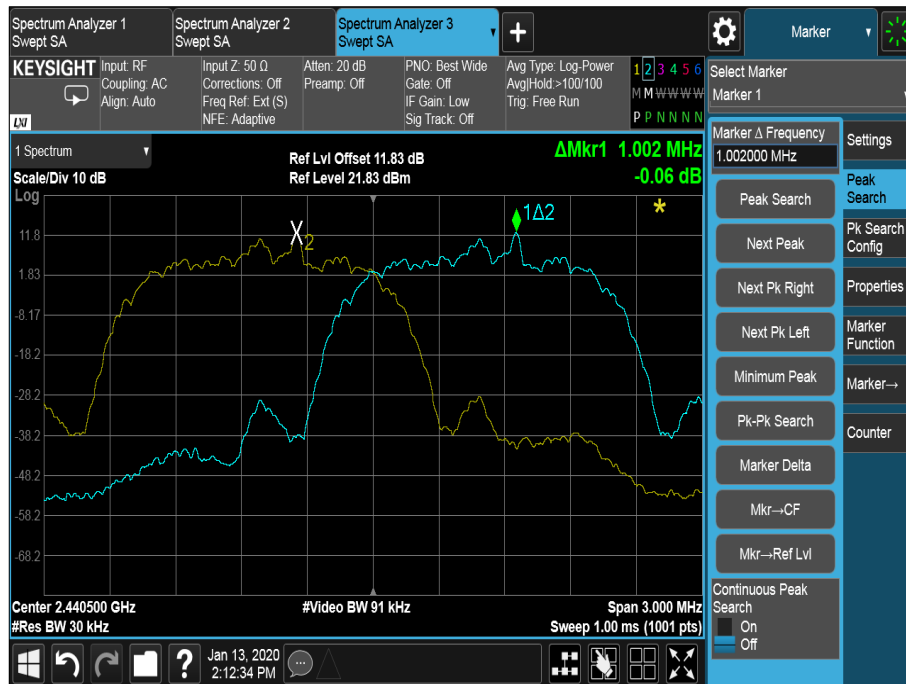 Spectrum Analyzer 1
Swept SA
Spectrum Analyzer 2
Swept SA
Spectrum Analyzer 3
Swept SA
▼
+
Marker
▼
KEYSIGHT
LXI
Input: RF
Coupling: AC
Align: Auto
Input Z: 50 Ω
Corrections: Off
Freq Ref: Ext (S)
NFE: Adaptive
Atten: 20 dB
Preamp: Off
PNO: Best Wide
Gate: Off
IF Gain: Low
Sig Track: Off
Avg Type: Log-Power
Avg|Hold:>100/100
Trig: Free Run
1 2 3 4 5 6
M M W W W W
P P N N N N
Select Marker
Marker 1
1 Spectrum
▼
Scale/Div 10 dB
Log
Ref Lvl Offset 11.83 dB
Ref Level 21.83 dBm
ΔMkr1 1.002 MHz
-0.06 dB
*
1Δ2
2
11.8
1.83
-8.17
-18.2
-28.2
-38.2
-48.2
-58.2
-68.2
Center 2.440500 GHz
#Res BW 30 kHz
#Video BW 91 kHz
Span 3.000 MHz
Sweep 1.00 ms (1001 pts)
Marker Δ Frequency
1.002000 MHz
Peak Search
Next Peak
Next Pk Right
Next Pk Left
Minimum Peak
Pk-Pk Search
Marker Delta
Mkr→CF
Mkr→Ref Lvl
Continuous Peak
Search
On
Off
Settings
Peak
Search
Pk Search
Config
Properties
Marker
Function
Marker→
Counter
?
Jan 13, 2020
2:12:34 PM